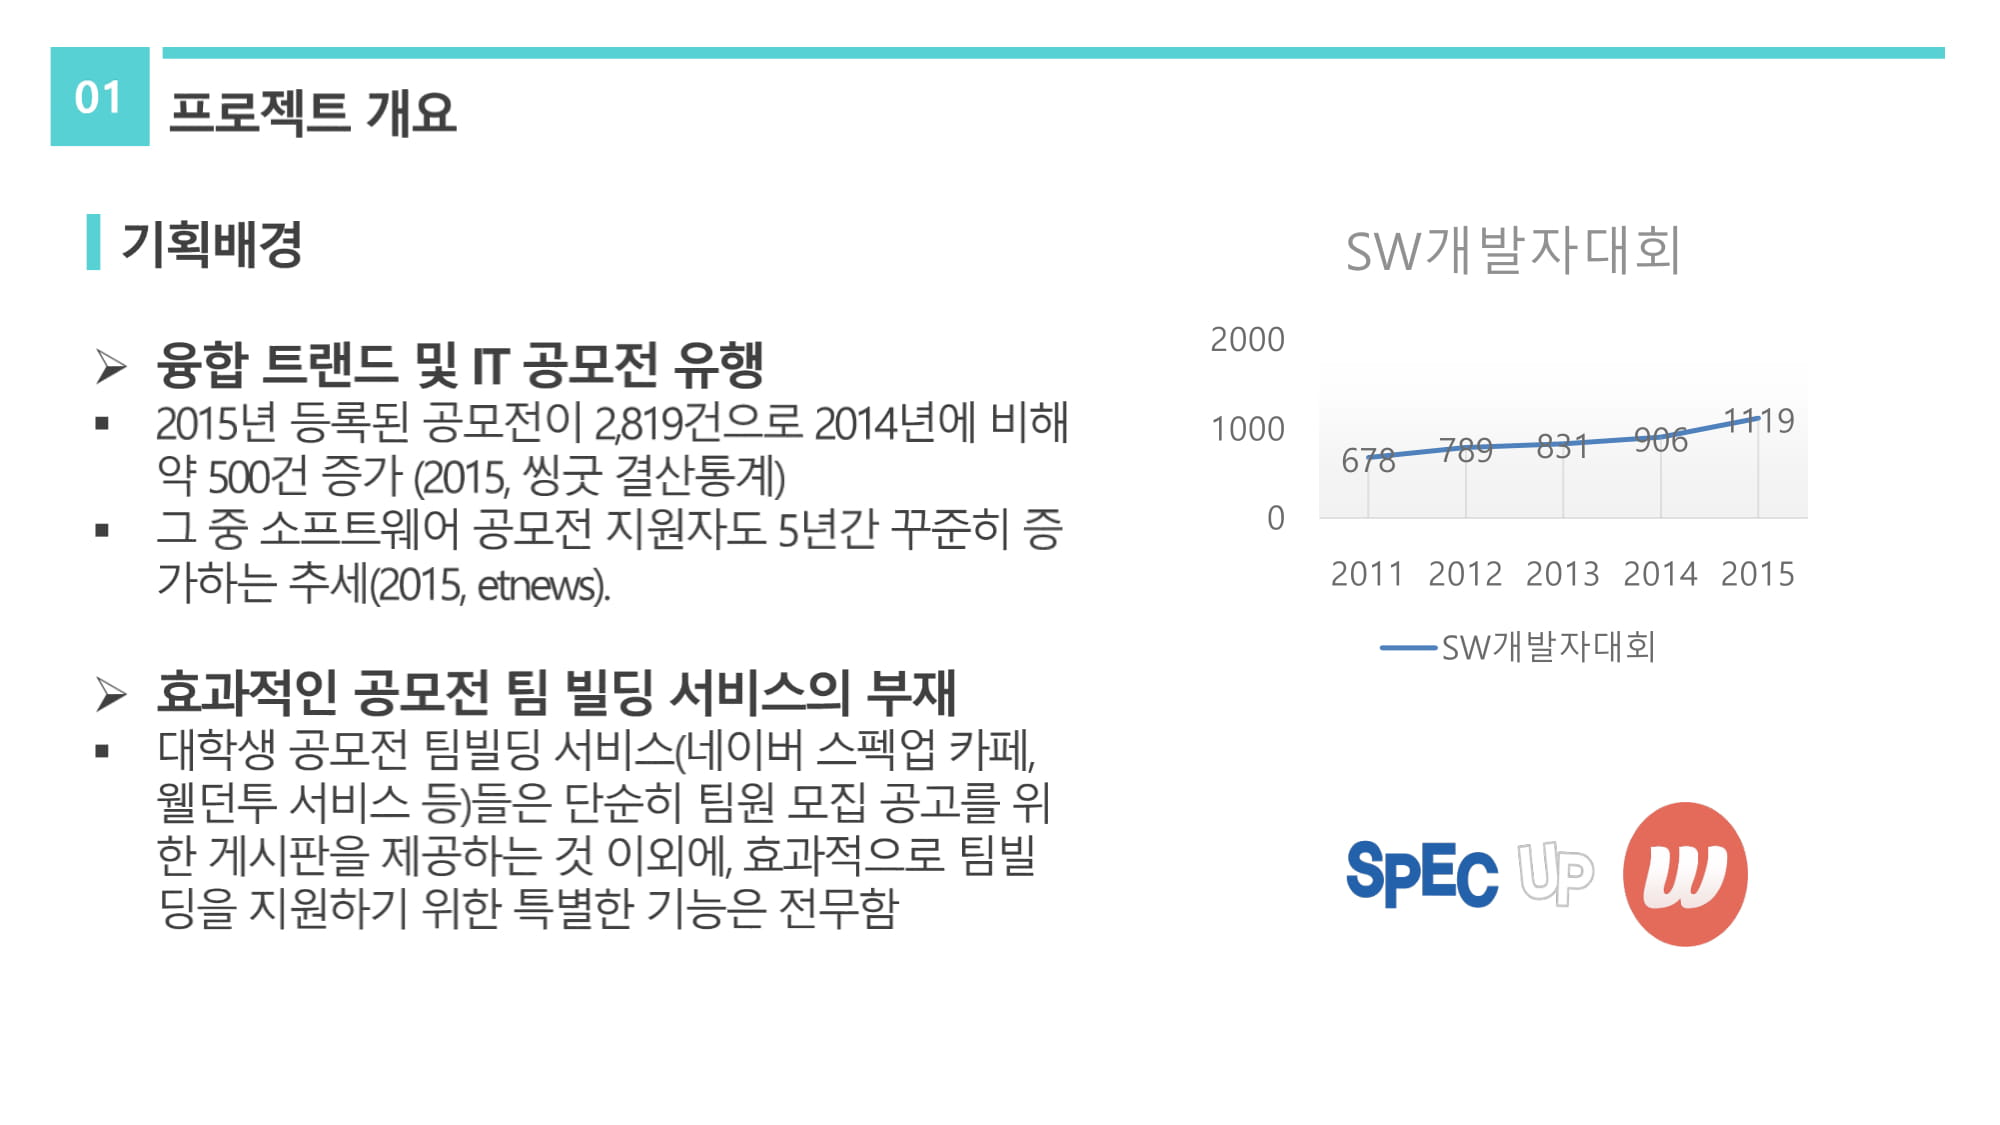 01
프로젝트 개요
기획배경
➢ 융합 트랜드 및 IT 공모전 유행
▪ 2015년 등록된 공모전이 2,819건으로 2014년에 비해
약 500건 증가 (2015, 씽굿 결산통계)
▪ 그 중 소프트웨어 공모전 지원자도 5년간 꾸준히 증
가하는 추세(2015, etnews).
➢ 효과적인 공모전 팀 빌딩 서비스의 부재
▪ 대학생 공모전 팀빌딩 서비스(네이버 스펙업 카페,
웰던투 서비스 등)들은 단순히 팀원 모집 공고를 위
한 게시판을 제공하는 것 이외에, 효과적으로 팀빌
딩을 지원하기 위한 특별한 기능은 전무함
SW개발자대회
2000
1000
0
678 789 831 906 1119
2011 2012 2013 2014 2015
SW개발자대회
SPEC UP
w